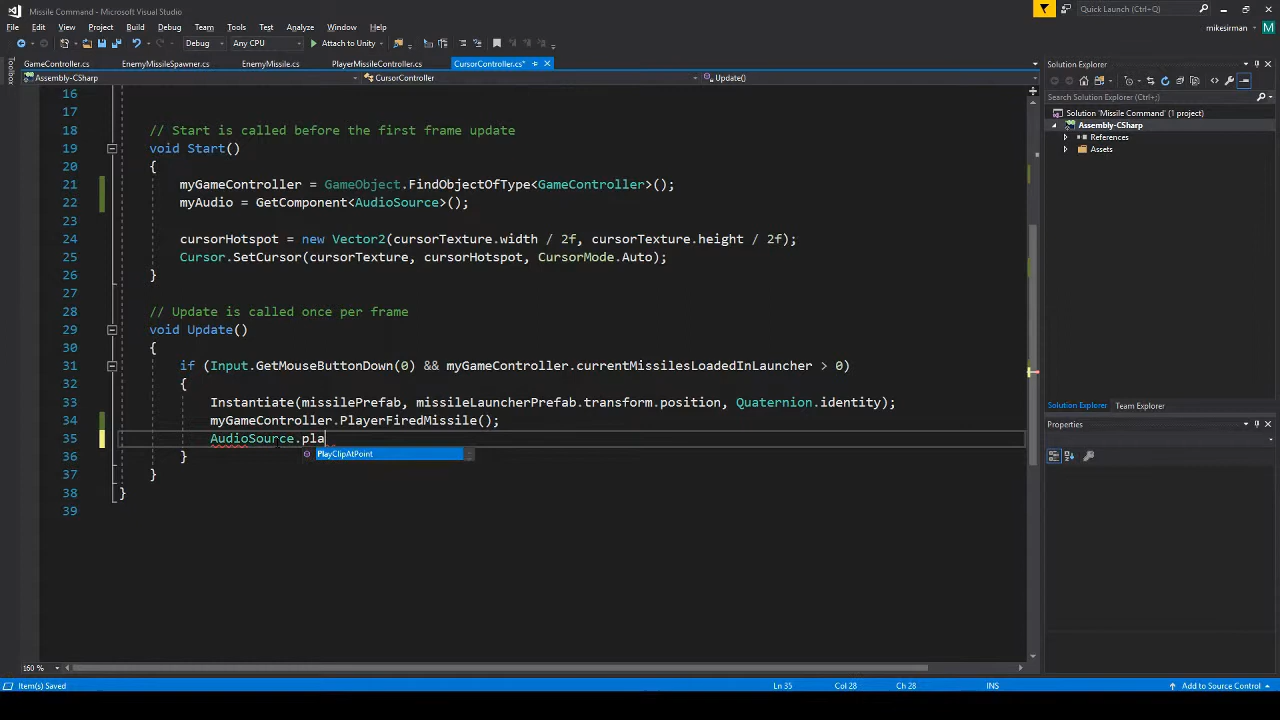 Missile Command - Microsoft Visual Studio
Quick Launch (Ctrl+Q)
File Edit View Project Build Debug Team Tools Test Analyze Window Help
mikesirman M
Debug Any CPU Attach to Unity
GameController.cs EnemyMissileSpawner.cs EnemyMissile.cs PlayerMissileController.cs CursorController.cs*
Toolbox
Assembly-CSharp CursorController Update()
Solution Explorer
Search Solution Explorer (Ctrl+;)
Solution 'Missile Command' (1 project)
Assembly-CSharp
References
Assets
Solution Explorer Team Explorer
Properties
16
17
18 // Start is called before the first frame update
19 void Start()
20 {
21 myGameController = GameObject.FindObjectOfType<GameController>();
22 myAudio = GetComponent<AudioSource>();
23
24 cursorHotspot = new Vector2(cursorTexture.width / 2f, cursorTexture.height / 2f);
25 Cursor.SetCursor(cursorTexture, cursorHotspot, CursorMode.Auto);
26 }
27
28 // Update is called once per frame
29 void Update()
30 {
31 if (Input.GetMouseButtonDown(0) && myGameController.currentMissilesLoadedInLauncher > 0)
32 {
33 Instantiate(missilePrefab, missileLauncherPrefab.transform.position, Quaternion.identity);
34 myGameController.PlayerFiredMissile();
35 AudioSource.pla
PlayClipAtPoint
36 }
37 }
38 }
39
160 %
Item(s) Saved Ln 35 Col 28 Ch 28 INS Add to Source Control